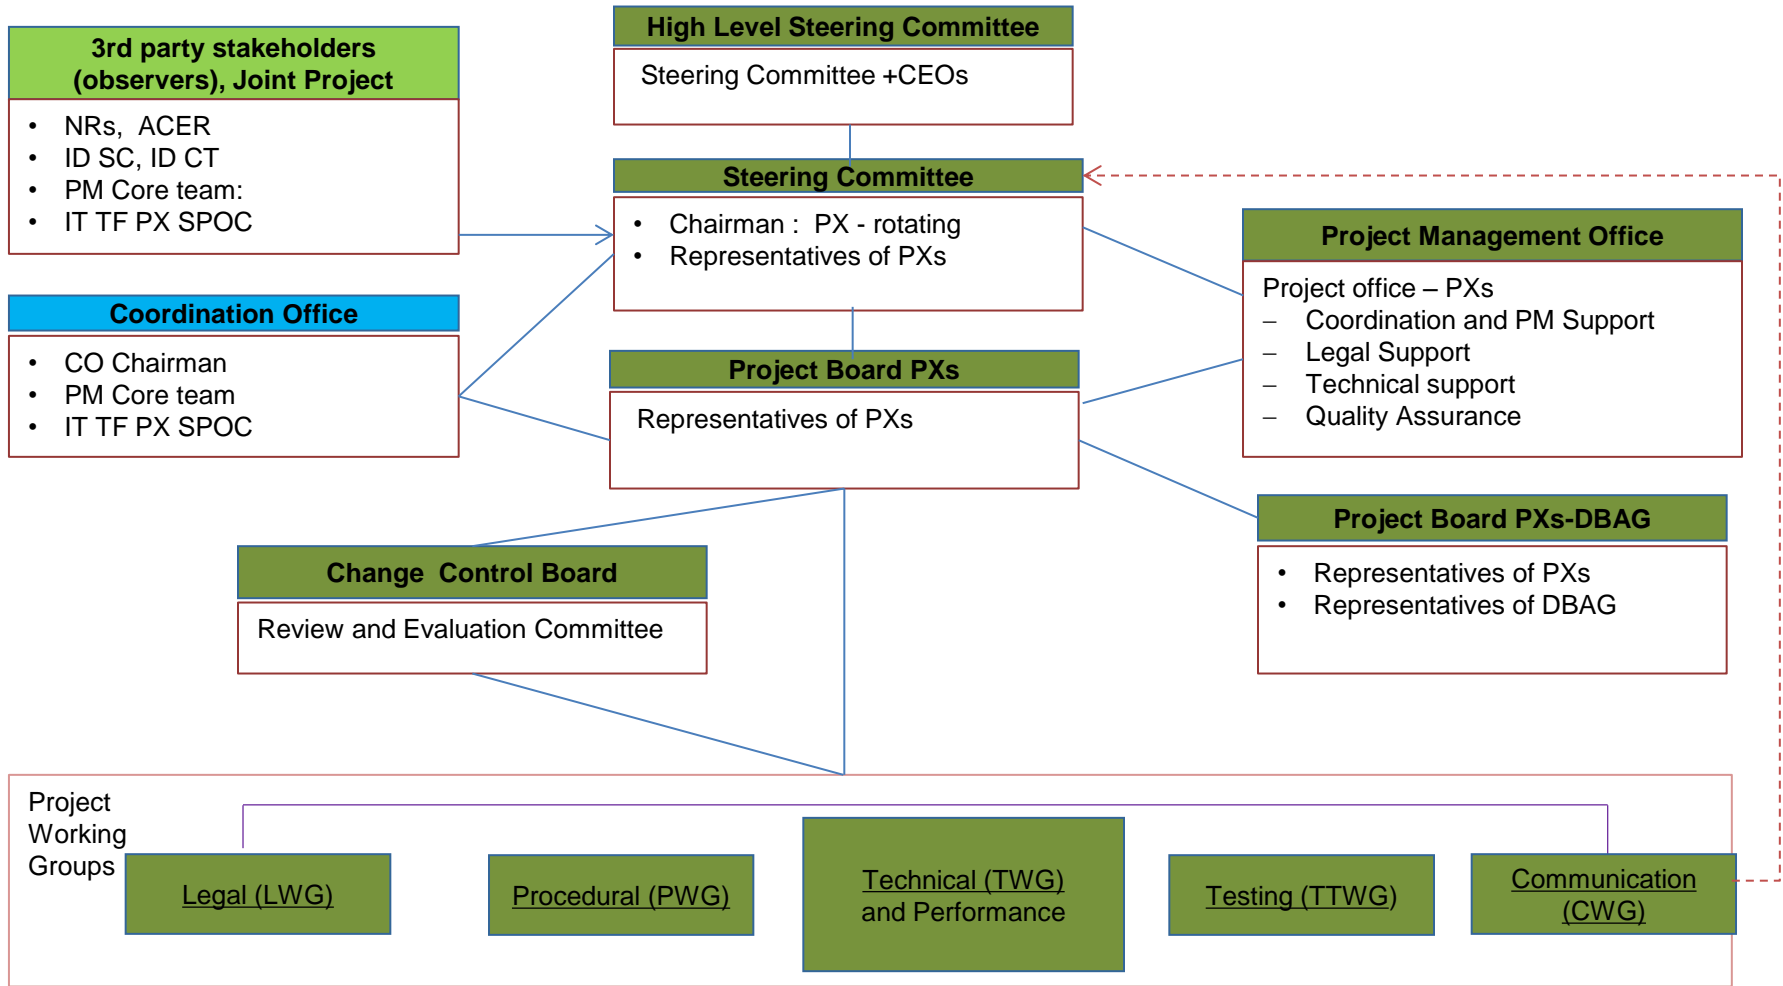 High Level Steering Committee
Steering Committee +CEOs
3rd party stakeholders
(observers), Joint Project
• NRs, ACER
• ID SC, ID CT
• PM Core team:
• IT TF PX SPOC
Steering Committee
• Chairman : PX - rotating
• Representatives of PXs
Project Management Office
Project office – PXs
– Coordination and PM Support
– Legal Support
– Technical support
– Quality Assurance
Coordination Office
• CO Chairman
• PM Core team
• IT TF PX SPOC
Project Board PXs
Representatives of PXs
Project Board PXs-DBAG
• Representatives of PXs
• Representatives of DBAG
Change Control Board
Review and Evaluation Committee
Project
Working
Groups
Legal (LWG)
Procedural (PWG)
Technical (TWG)
and Performance
Testing (TTWG)
Communication
(CWG)